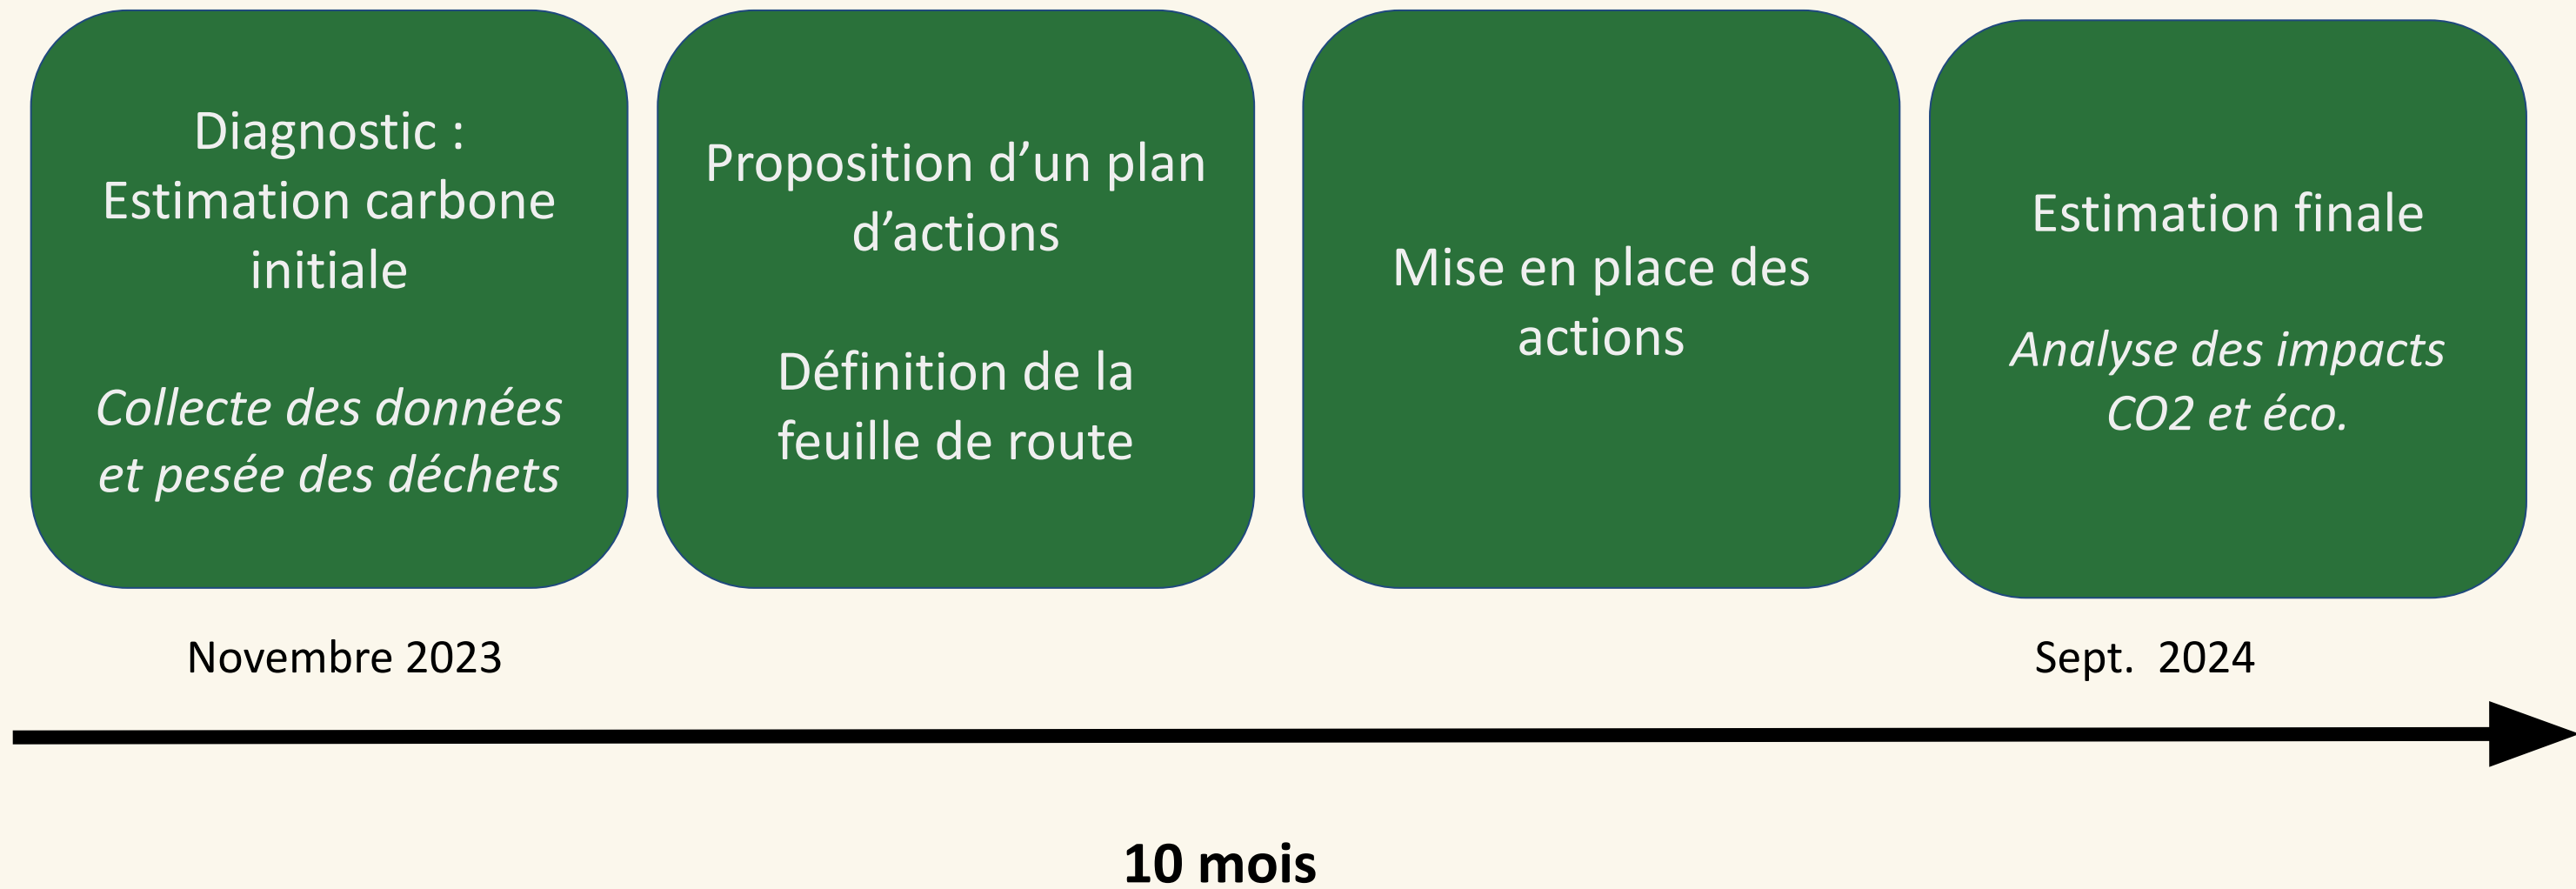 Diagnostic :
Estimation carbone
initiale
Collecte des données
et pesée des déchets
Proposition d’un plan
d’actions
Définition de la
feuille de route
Mise en place des
actions
Estimation finale
Analyse des impacts
CO2 et éco.
Novembre 2023
Sept.  2024
10 mois